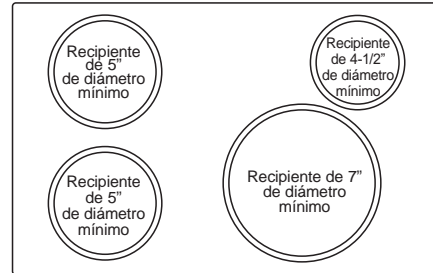 Recipiente
de 5”
de diámetro
mínimo
Recipiente
de 4-1/2”
de diámetro
mínimo
Recipiente
de 5”
de diámetro
mínimo
Recipiente de 7”
de diámetro
mínimo